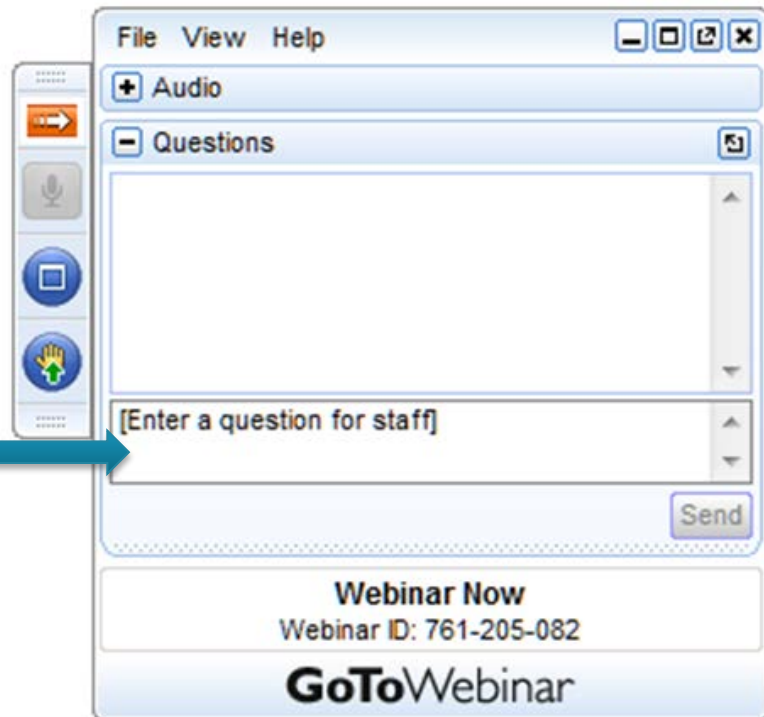 File View Help
Audio
Questions
[Enter a question for staff]
Send
Webinar Now
Webinar ID: 761-205-082
GoToWebinar